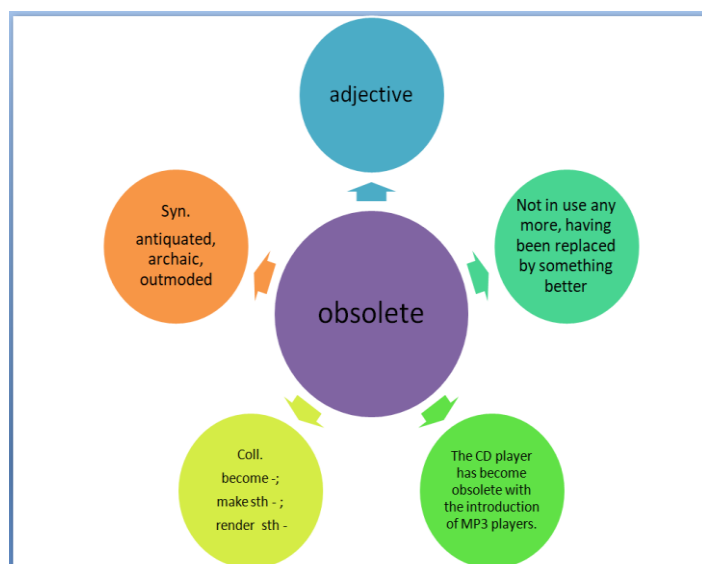 adjective
Syn.
antiquated,
archaic,
outmoded
Not in use any
more, having
been replaced
by something
better
obsolete
Coll.
become -;
make sth - ;
render sth -
The CD player
has become
obsolete with
the introduction
of MP3 players.